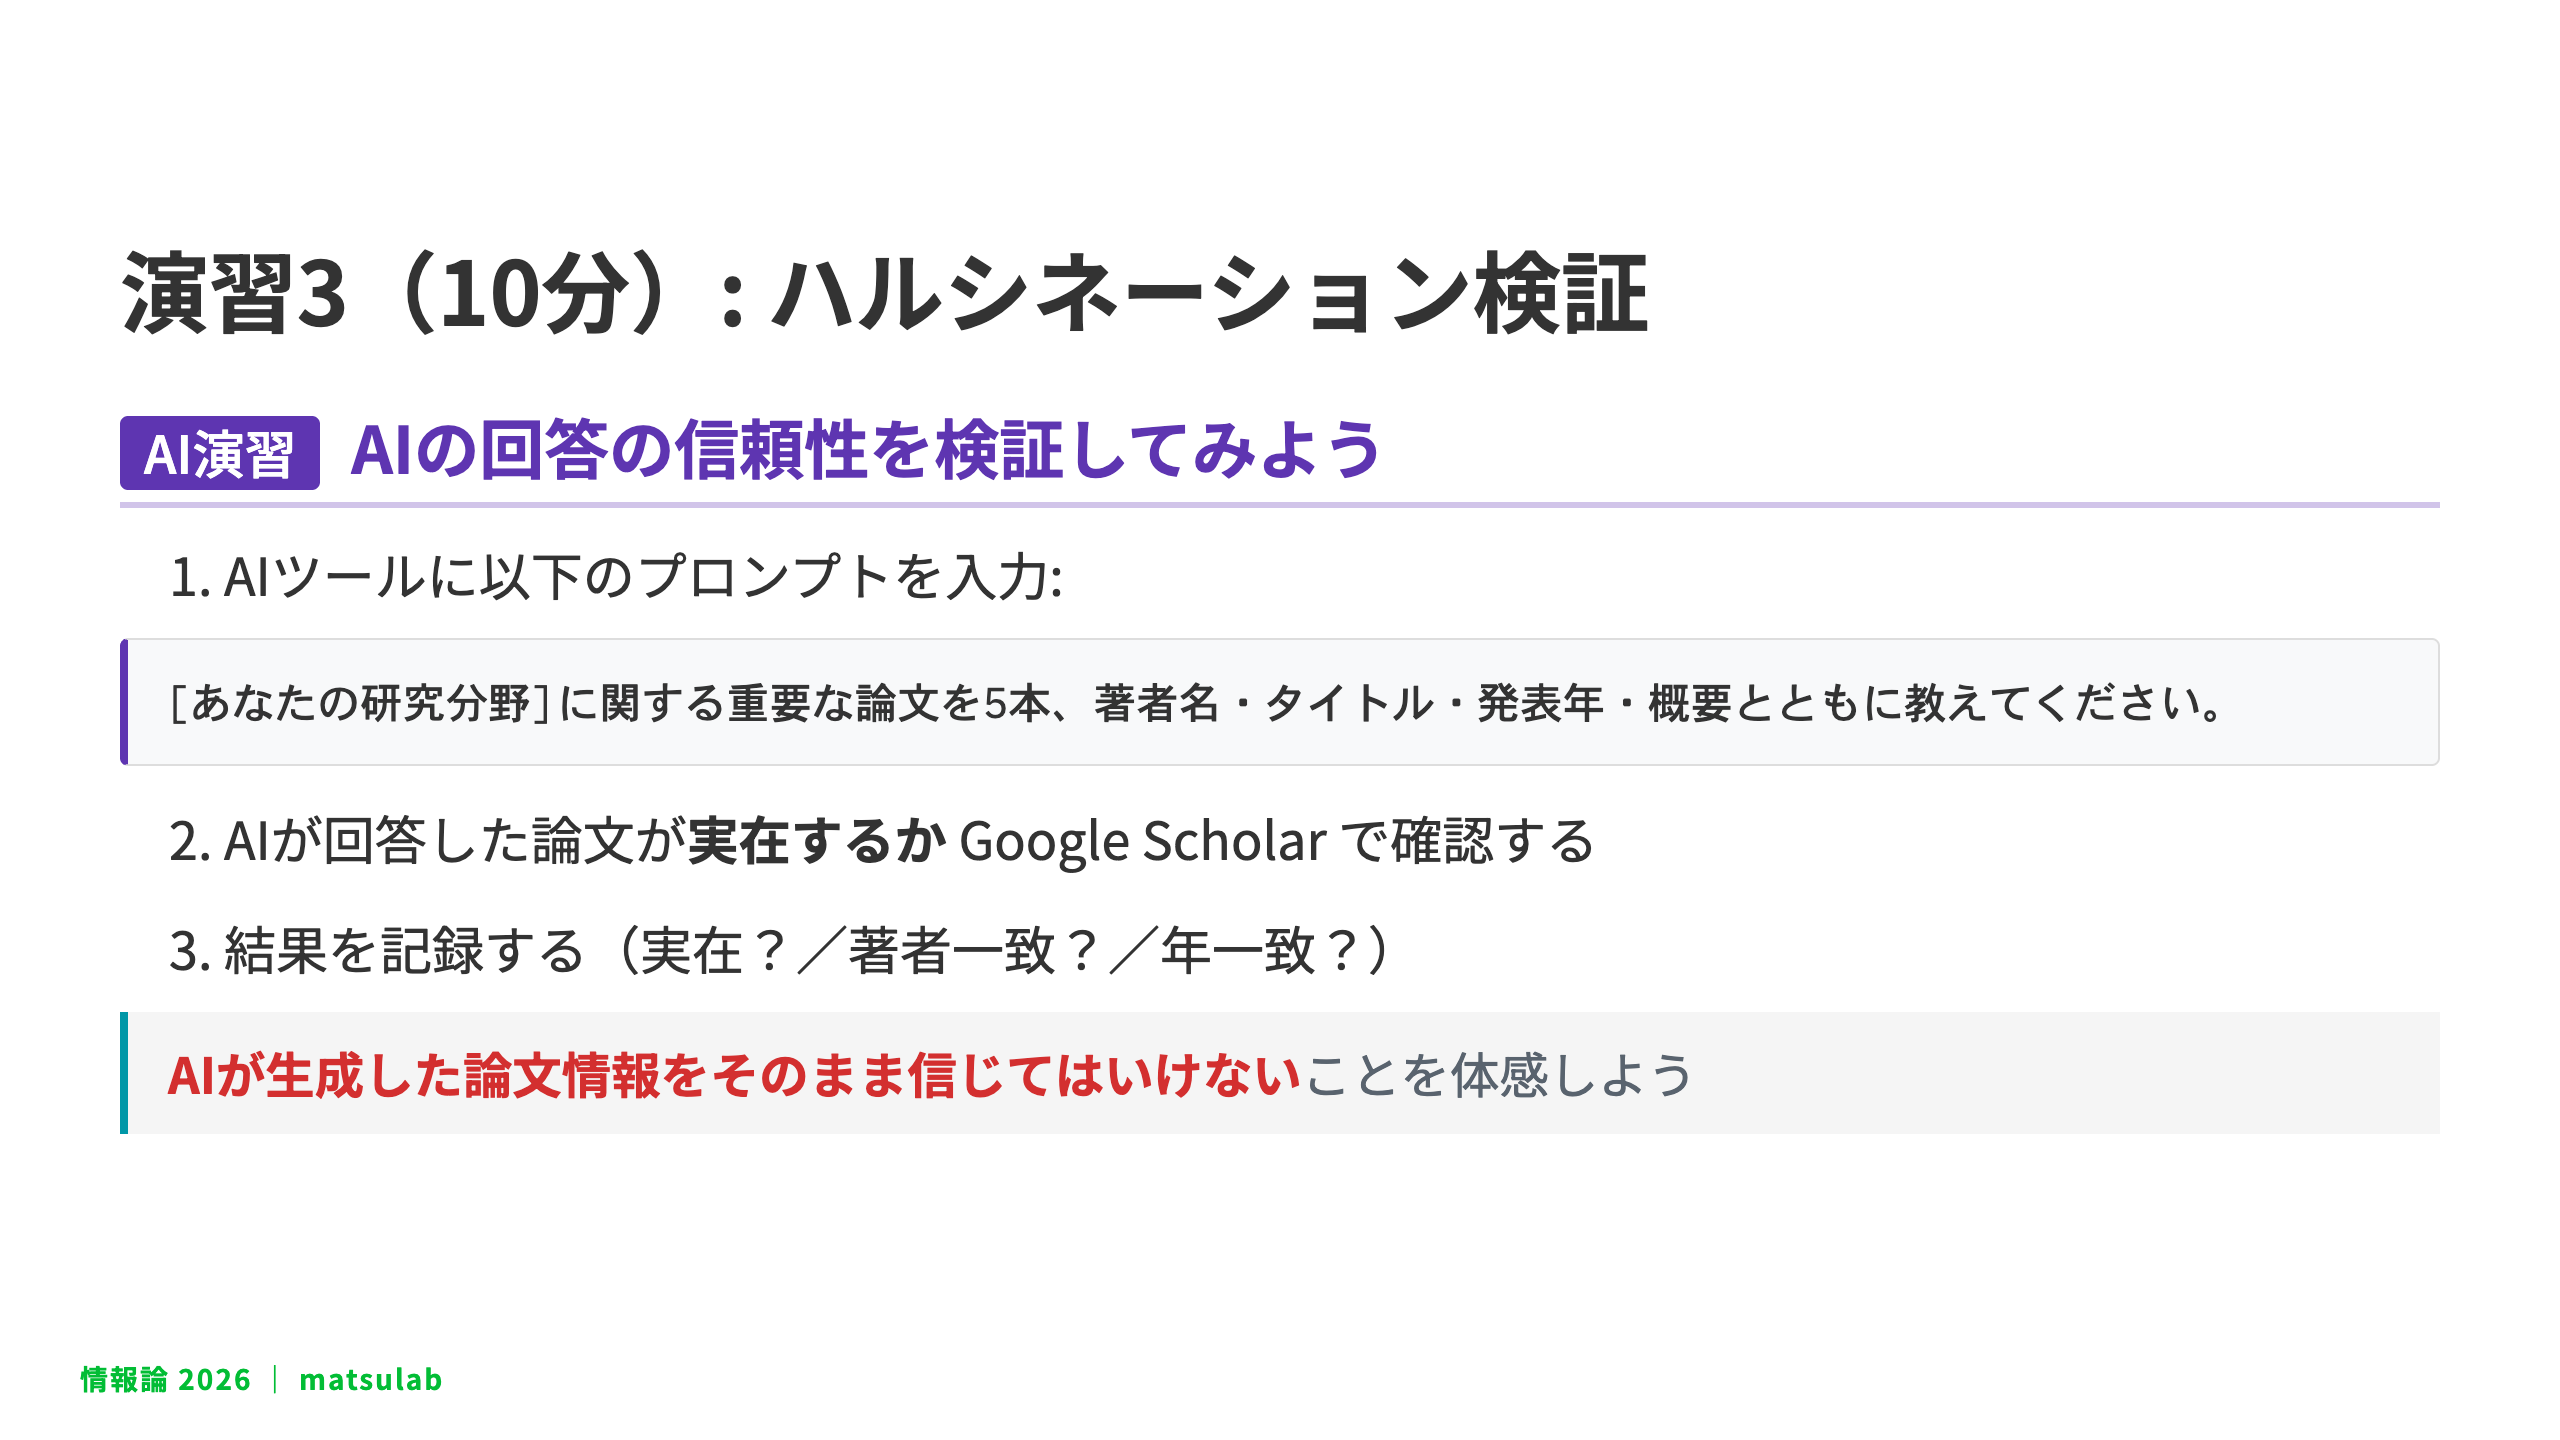 演習3（10分）: ハルシネーション検証
AI演習 AIの回答の信頼性を検証してみよう
1. AIツールに以下のプロンプトを入力:
[あなたの研究分野]に関する重要な論文を5本、著者名・タイトル・発表年・概要とともに教えてください。
2. AIが回答した論文が実在するか Google Scholar で確認する
3. 結果を記録する（実在？／著者一致？／年一致？）
AIが生成した論文情報をそのまま信じてはいけないことを体感しよう
情報論 2026 | matsulab